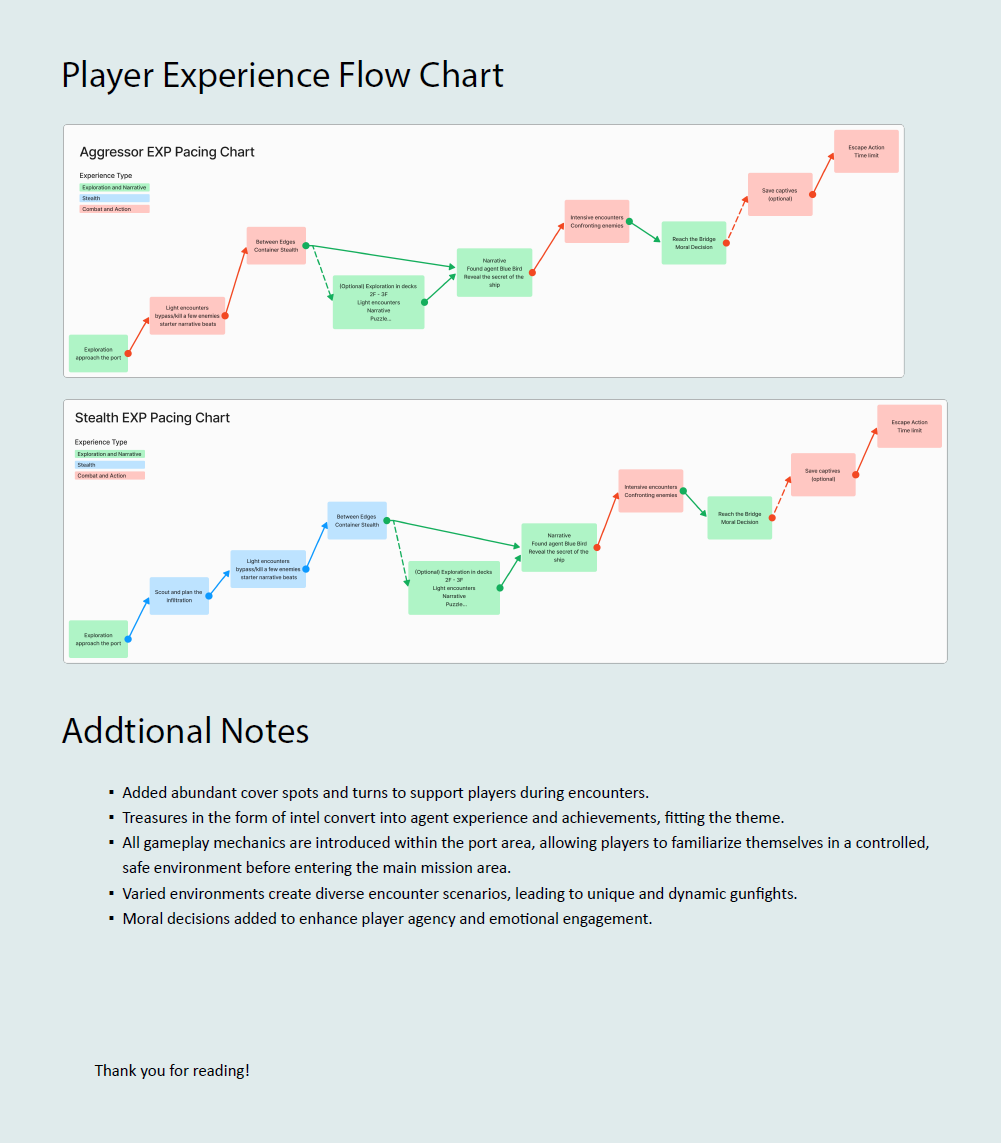 Player Experience Flow Chart
Aggressor EXP Pacing Chart
Experience Type
Exploration and Narrative
Stealth
Combat and Action
Exploration
approach the port
Light encounters
bypass/kill a few enemies
starter narrative beats
Between Edges
Container Stealth
(Optional) Exploration in decks
2F - 3F
Light encounters
Narrative
Puzzle...
Narrative
Found agent Blue Bird
Reveal the secret of the
ship
Intensive encounters
Confronting enemies
Reach the Bridge
Moral Decision
Save captives
(optional)
Escape Action
Time limit
Stealth EXP Pacing Chart
Experience Type
Exploration and Narrative
Stealth
Combat and Action
Exploration
approach the port
Scout and plan the
infiltration
Light encounters
bypass/kill a few enemies
starter narrative beats
Between Edges
Container Stealth
(Optional) Exploration in decks
2F - 3F
Light encounters
Narrative
Puzzle...
Narrative
Found agent Blue Bird
Reveal the secret of the
ship
Intensive encounters
Confronting enemies
Reach the Bridge
Moral Decision
Save captives
(optional)
Escape Action
Time limit
Addtional Notes
▪ Added abundant cover spots and turns to support players during encounters.
▪ Treasures in the form of intel convert into agent experience and achievements, fitting the theme.
▪ All gameplay mechanics are introduced within the port area, allowing players to familiarize themselves in a controlled,
safe environment before entering the main mission area.
▪ Varied environments create diverse encounter scenarios, leading to unique and dynamic gunfights.
▪ Moral decisions added to enhance player agency and emotional engagement.
Thank you for reading!